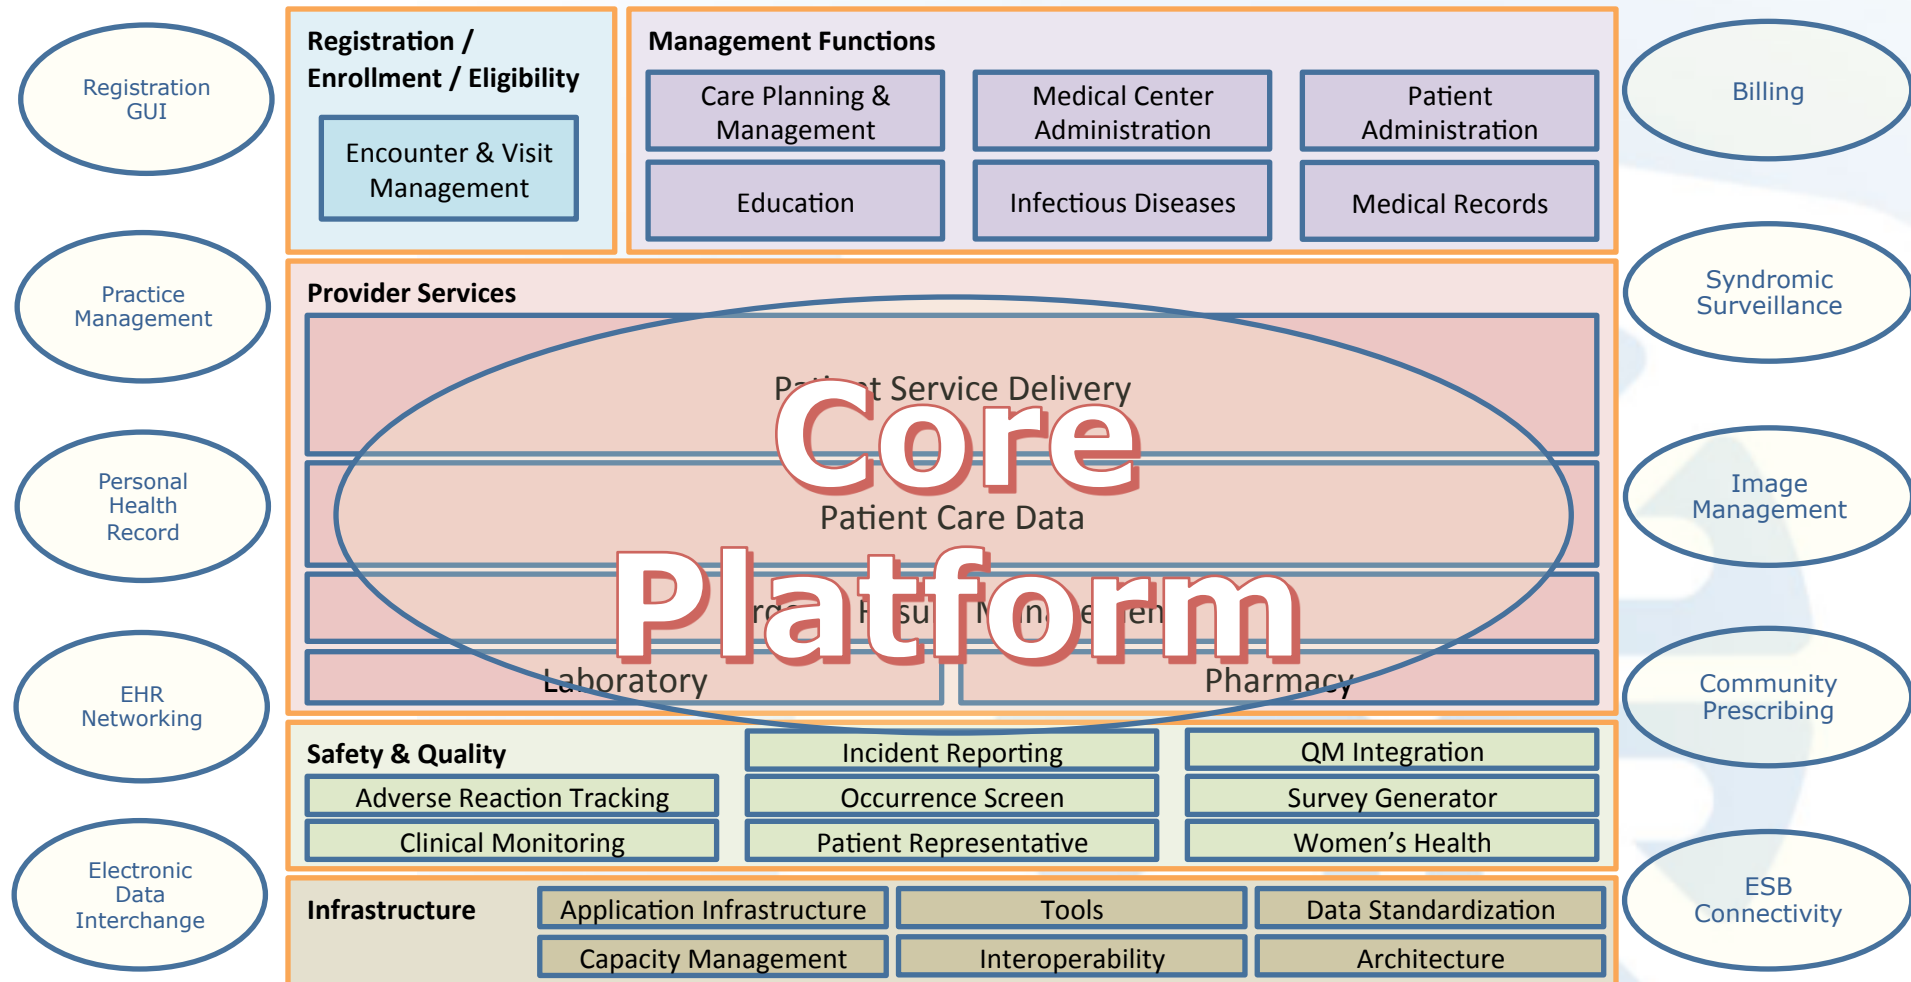 Registration
GUI
Practice
Management
Personal
Health
Record
EHR
Networking
Electronic
Data
Interchange
Registration /
Enrollment / Eligibility
Encounter & Visit
Management
Management Functions
Care Planning &
Management
Medical Center
Administration
Patient
Administration
Education
Infectious Diseases
Medical Records
Provider Services
Patient Service Delivery
Core
Patient Care Data
Platform
Management
Laboratory
Pharmacy
Safety & Quality
Incident Reporting
QM Integration
Adverse Reaction Tracking
Occurrence Screen
Survey Generator
Clinical Monitoring
Patient Representative
Women's Health
Infrastructure
Application Infrastructure
Tools
Data Standardization
Capacity Management
Interoperability
Architecture
Billing
Syndromic
Surveillance
Image
Management
Community
Prescribing
ESB
Connectivity